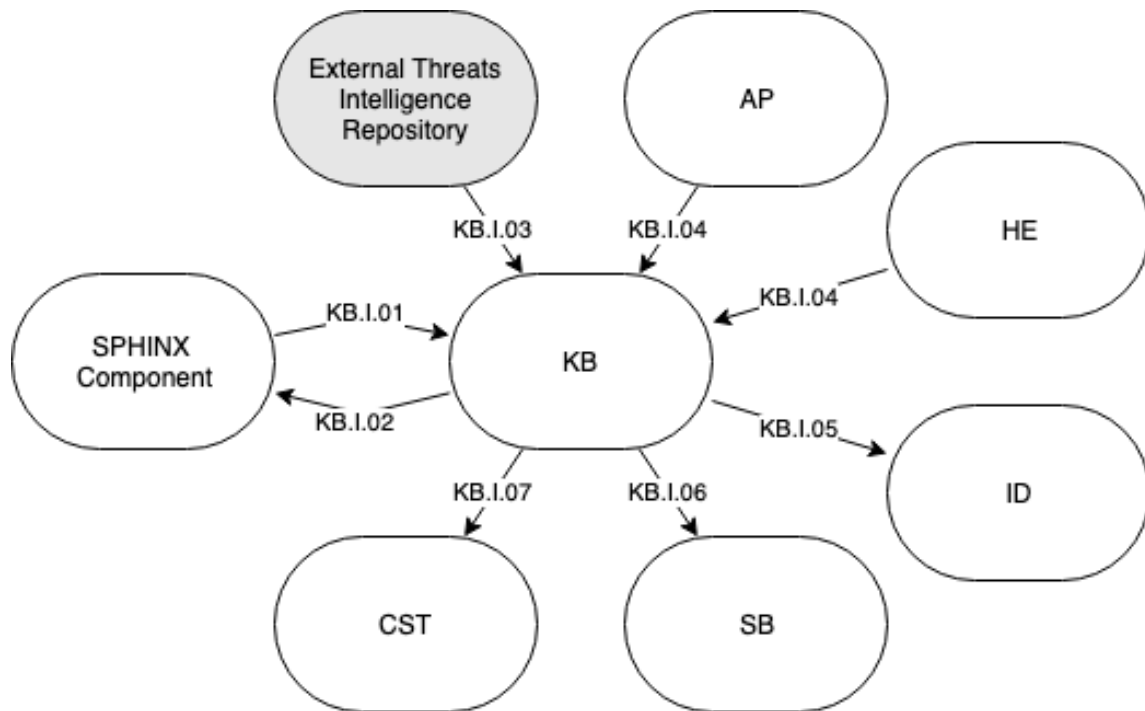 External Threats
Intelligence
Repository
AP
KB.I.03
KB.I.04
HE
KB.I.04
KB.I.01
SPHINX
Component
KB
KB.I.02
KB.I.05
KB.I.07
KB.I.06
ID
CST
SB